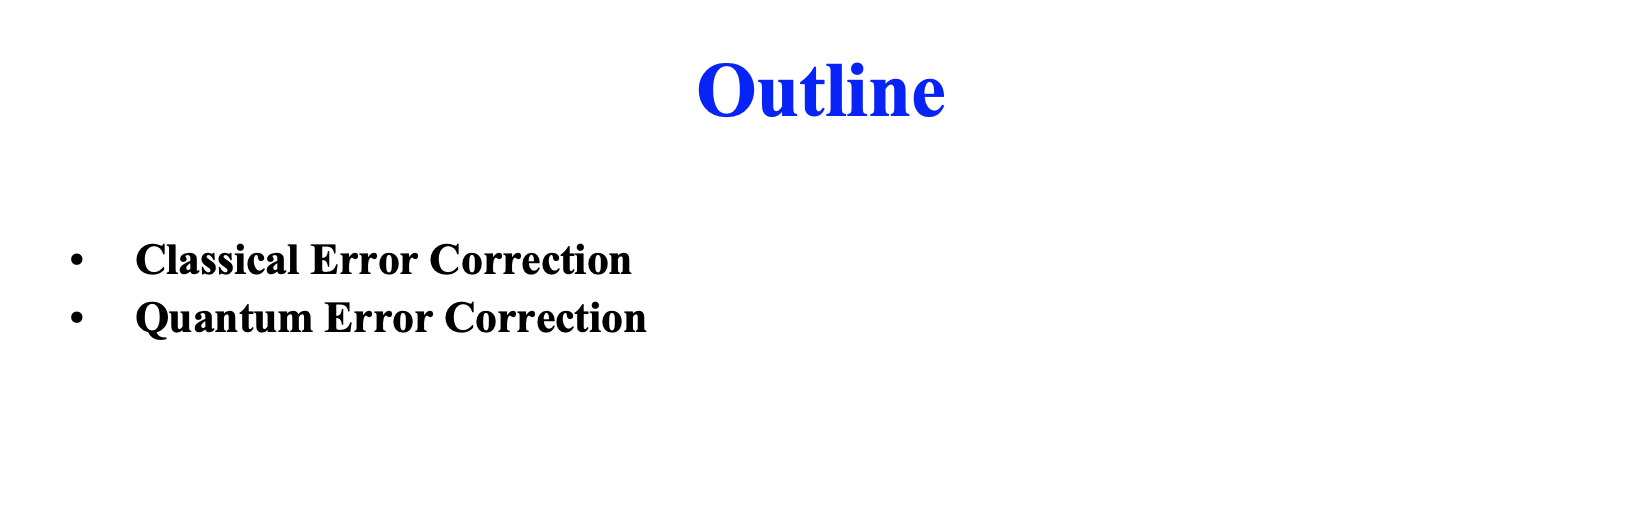 Outline
• Classical Error Correction
• Quantum Error Correction